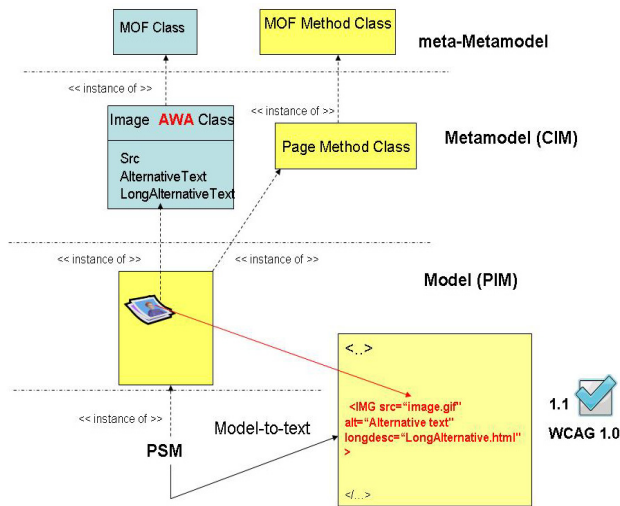 MOF Class
MOF Method Class
meta-Metamodel
<< instance of >>
<< instance of >>
Image AWA Class
Src
AlternativeText
LongAlternativeText
Page Method Class
Metamodel (CIM)
<< instance of >>
<< instance of >>
Model (PIM)
<..>
<IMG src=“image.gif”
alt=“Alternative text”
longdesc=“LongAlternative.html”
>
</...>
1.1
WCAG 1.0
<< instance of >>
Model-to-text
PSM